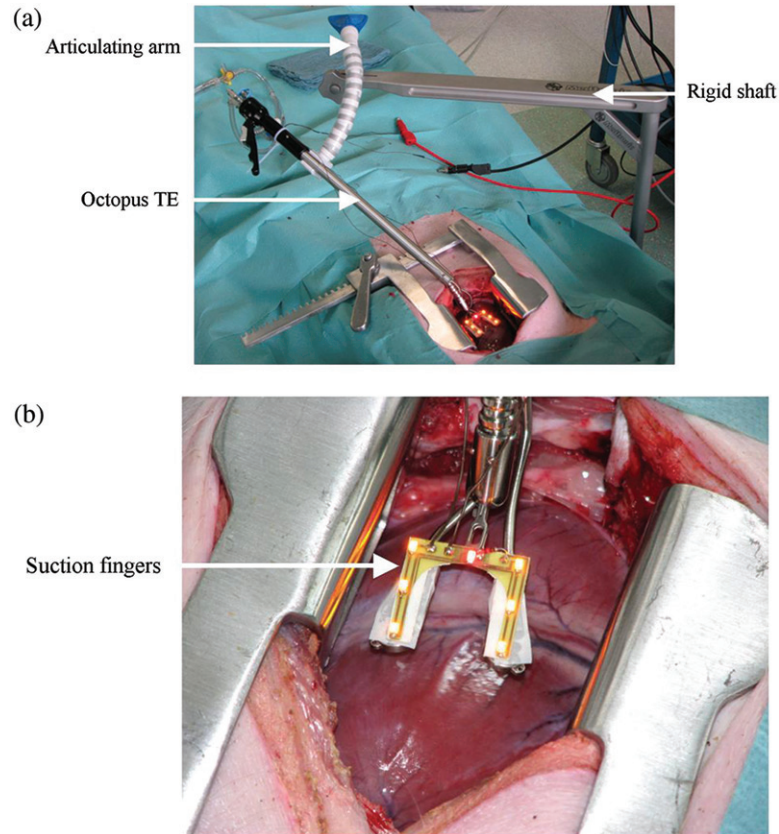 (a)
Articulating arm
Rigid shaft
Octopus TE
(b)
Suction fingers